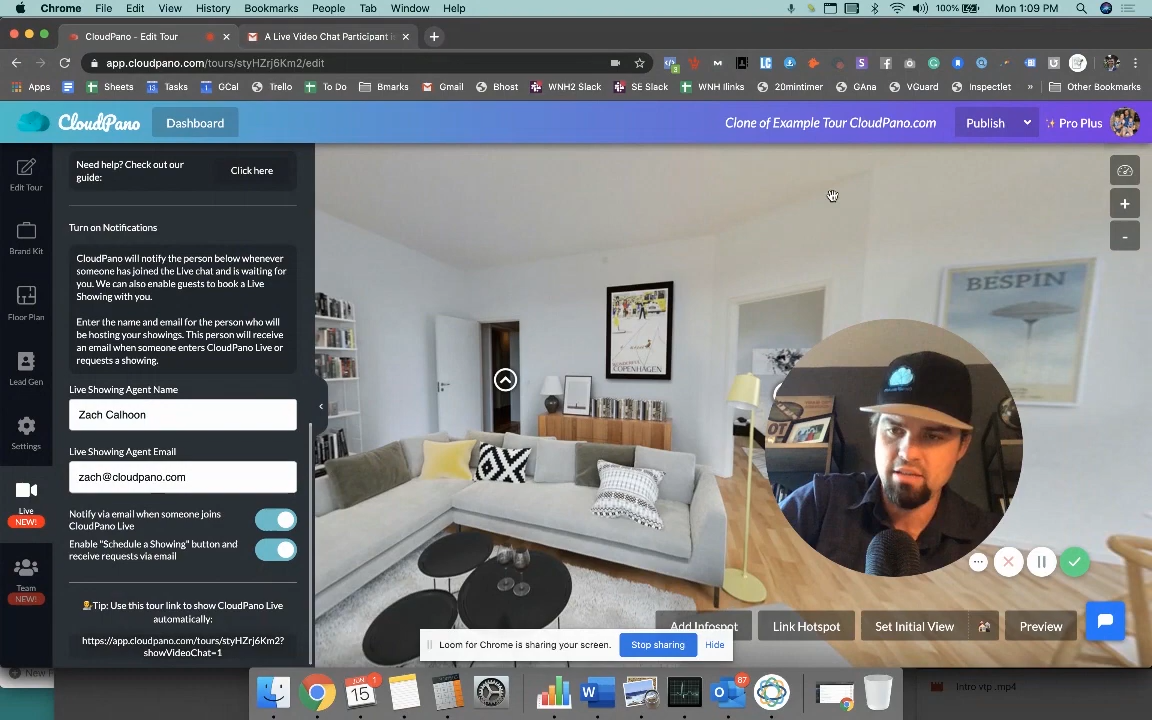 Chrome File Edit View History Bookmarks People Tab Window Help
100% Mon 1:09 PM
CloudPano - Edit Tour
A Live Video Chat Participant is
app.cloudpano.com/tours/styHZrj6Km2/edit
Apps Sheets Tasks GCal Trello To Do Bmarks Gmail Bhost WNH2 Slack SE Slack WNH Ilinks 20mintimer GAna VGuard Inspectlet » Other Bookmarks
CloudPano Dashboard Clone of Example Tour CloudPano.com Publish Pro Plus
Edit Tour
Brand Kit
Floor Plan
Lead Gen
Settings
Live
NEW!
Team
NEW!
Need help? Check out our
guide:
Click here
Turn on Notifications
CloudPano will notify the person below whenever
someone has joined the Live chat and is waiting for
you. We can also enable guests to book a Live
Showing with you.
Enter the name and email for the person who will
be hosting your showings. This person will receive
an email when someone enters CloudPano Live or
requests a showing.
Live Showing Agent Name
Zach Calhoon
Live Showing Agent Email
zach@cloudpano.com
Notify via email when someone joins
CloudPano Live
Enable "Schedule a Showing" button and
receive requests via email
Tip: Use this tour link to show CloudPano Live
automatically:
https://app.cloudpano.com/tours/styHZrj6Km2?
showVideoChat=1
BESPIN
COPENHAGEN
+
-
Add Infospot Link Hotspot Set Initial View Preview
Loom for Chrome is sharing your screen. Stop sharing Hide
JUN
15
1
87
Intro vtp .mp4